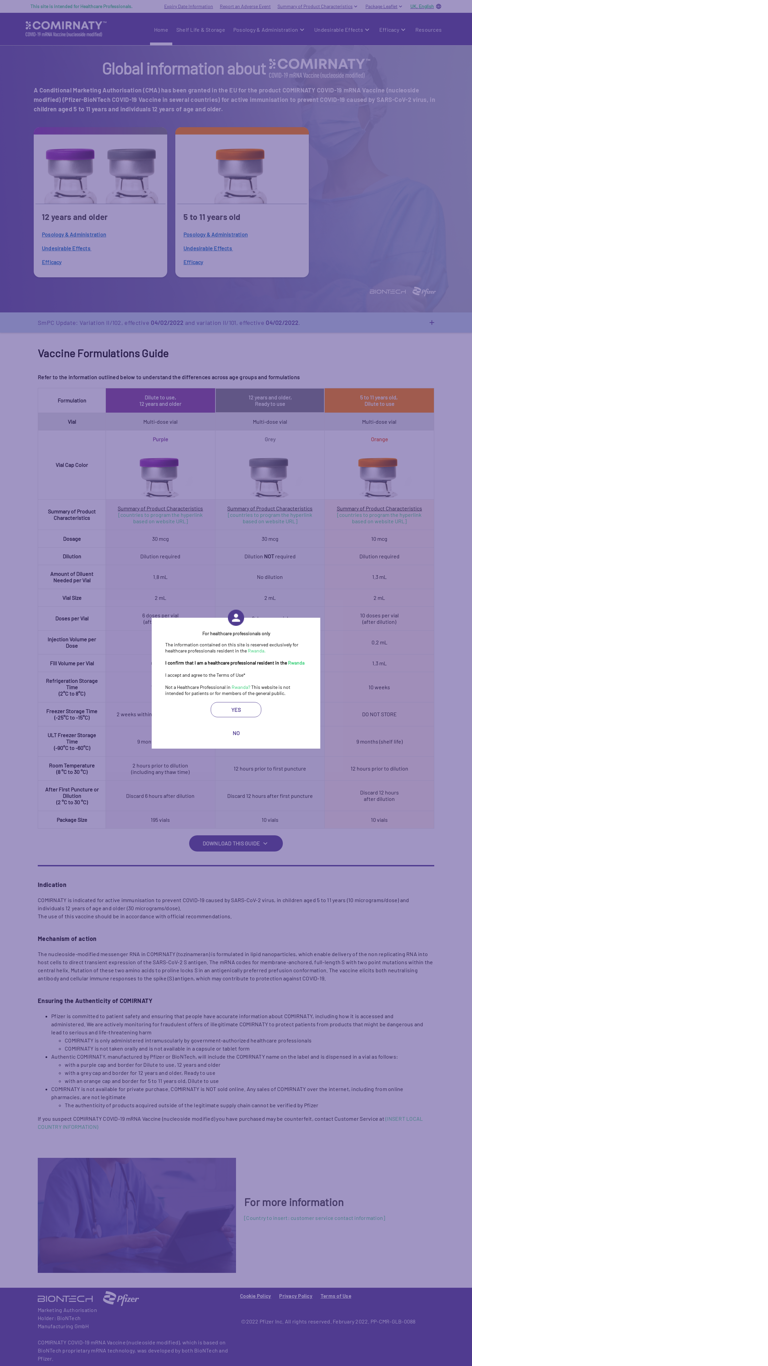 This site is intended for Healthcare Professionals
Expiry Date Information
Report an Adverse Event
Summary of Product Characteristics
Package Leaflet
UK, English
COMIRNATY™
COVID-19 mRNA Vaccine (nucleoside modified)
Home
Shelf Life & Storage
Posology & Administration
Undesirable Effects
Efficacy
Resources
Global information about COMIRNATY™
COVID-19 mRNA Vaccine (nucleoside modified)
A Conditional Marketing Authorisation (CMA) has been granted in the EU for the product COMIRNATY COVID-19 mRNA Vaccine (nucleoside
modified) (Pfizer-BioNTech COVID-19 Vaccine in several countries) for active immunisation to prevent COVID-19 caused by SARS-CoV-2 virus, in
children aged 5 to 11 years and individuals 12 years of age and older.
12 years and older
Posology & Administration
Undesirable Effects
Efficacy
5 to 11 years old
Posology & Administration
Undesirable Effects
Efficacy
BIONTECH Pfizer
SmPC Update: Variation II/102, effective 04/02/2022 and variation II/XII, effective 04/02/2022.
+
Vaccine Formulations Guide
Refer to the information outlined below to understand the differences across age groups and formulations
Formulation
Dilute to use,
12 years and older
12 years and older,
Ready to use
5 to 11 years old,
Dilute to use
Vial
Multi-dose vial
Multi-dose vial
Multi-dose vial
Vial Cap Color
Purple
Grey
Orange
Summary of Product
Characteristics
Summary of Product Characteristics
[Countries to program the hyperlink
based on website URL]
Summary of Product Characteristics
[Countries to program the hyperlink
based on website URL]
Summary of Product Characteristics
[Countries to program the hyperlink
based on website URL]
Dosage
30 mcg
30 mcg
10 mcg
Dilution
Dilution required
Dilution NOT required
Dilution required
Amount of Diluent
Needed per Vial
1.8 mL
No dilution
1.3 mL
Vial Size
2 mL
2 mL
2 mL
Doses per Vial
6 doses per vial
10 doses per vial
(after dilution)
Injection Volume per
Dose
0.2 mL
Fill Volume per Vial
1.3 mL
Refrigeration Storage
Time
(2°C to 8°C)
10 weeks
Freezer Storage Time
(-25°C to -15°C)
2 weeks within
DO NOT STORE
ULT Freezer Storage
Time
(-90°C to -60°C)
9 mon
(shelf life)
Room Temperature
(8 °C to 30 °C)
2 hours prior to dilution
(including any thaw time)
12 hours prior to first puncture
12 hours prior to dilution
After First Puncture or
Dilution
(2 °C to 30 °C)
Discard 6 hours after dilution
Discard 12 hours after first puncture
Discard 12 hours
after dilution
Package Size
195 vials
10 vials
10 vials
For healthcare professionals only
The information contained on this site is reserved exclusively for
healthcare professionals resident in the Rwanda.
I confirm that I am a healthcare professional resident in the Rwanda
I accept and agree to the Terms of Use*
Not a Healthcare Professional in Rwanda? This website is not
intended for patients or for members of the general public.
YES
NO
DOWNLOAD THIS GUIDE
Indication
COMIRNATY is indicated for active immunisation to prevent COVID-19 caused by SARS-CoV-2 virus, in children aged 5 to 11 years (10 micrograms/dose) and
individuals 12 years of age and older (30 micrograms/dose).
The use of this vaccine should be in accordance with official recommendations.
Mechanism of action
The nucleoside-modified messenger RNA in COMIRNATY (tozinameran) is formulated in lipid nanoparticles, which enable delivery of the non replicating RNA into
host cells to direct transient expression of the SARS-CoV-2 S antigen. The mRNA codes for membrane-anchored, full-length S with two point mutations within the
central helix. Mutation of these two amino acids to proline locks S in an antigenically preferred prefusion conformation. The vaccine elicits both neutralising
antibody and cellular immune responses to the spike (S) antigen, which may contribute to protection against COVID-19.
Ensuring the Authenticity of COMIRNATY
Pfizer is committed to patient safety and ensuring that people have accurate information about COMIRNATY, including how it is accessed and
administered. We are actively monitoring for fraudulent offers of illegitimate COMIRNATY to protect patients from products that might be dangerous and
lead to serious and life-threatening harm
COMIRNATY is only administered intramuscularly by government-authorized healthcare professionals
COMIRNATY is not taken orally and is not available in a capsule or tablet form
Authentic COMIRNATY, manufactured by Pfizer or BioNTech, will include the COMIRNATY name on the label and is dispensed in a vial as follows:
with a purple cap and border for Dilute to use, 12 years and older
with a grey cap and border for 12 years and older, Ready to use
with an orange cap and border for 5 to 11 years old, Dilute to use
COMIRNATY is not available for private purchase. COMIRNATY is NOT sold online. Any sales of COMIRNATY over the internet, including from online
pharmacies, are not legitimate
The authenticity of products acquired outside of the legitimate supply chain cannot be verified by Pfizer
If you suspect COMIRNATY COVID-19 mRNA Vaccine (nucleoside modified) you have purchased may be counterfeit, contact Customer Service at [INSERT LOCAL
COUNTRY INFORMATION]
For more information
[Country to insert: customer service contact information]
BIONTECH Pfizer
Marketing Authorisation
Holder: BioNTech
Manufacturing GmbH
COMIRNATY COVID-19 mRNA Vaccine (nucleoside modified), which is based on
BioNTech proprietary mRNA technology, was developed by both BioNTech and
Pfizer.
Cookie Policy
Privacy Policy
Terms of Use
©2022 Pfizer Inc. All rights reserved. February 2022. PP-CMR-GLB-0098